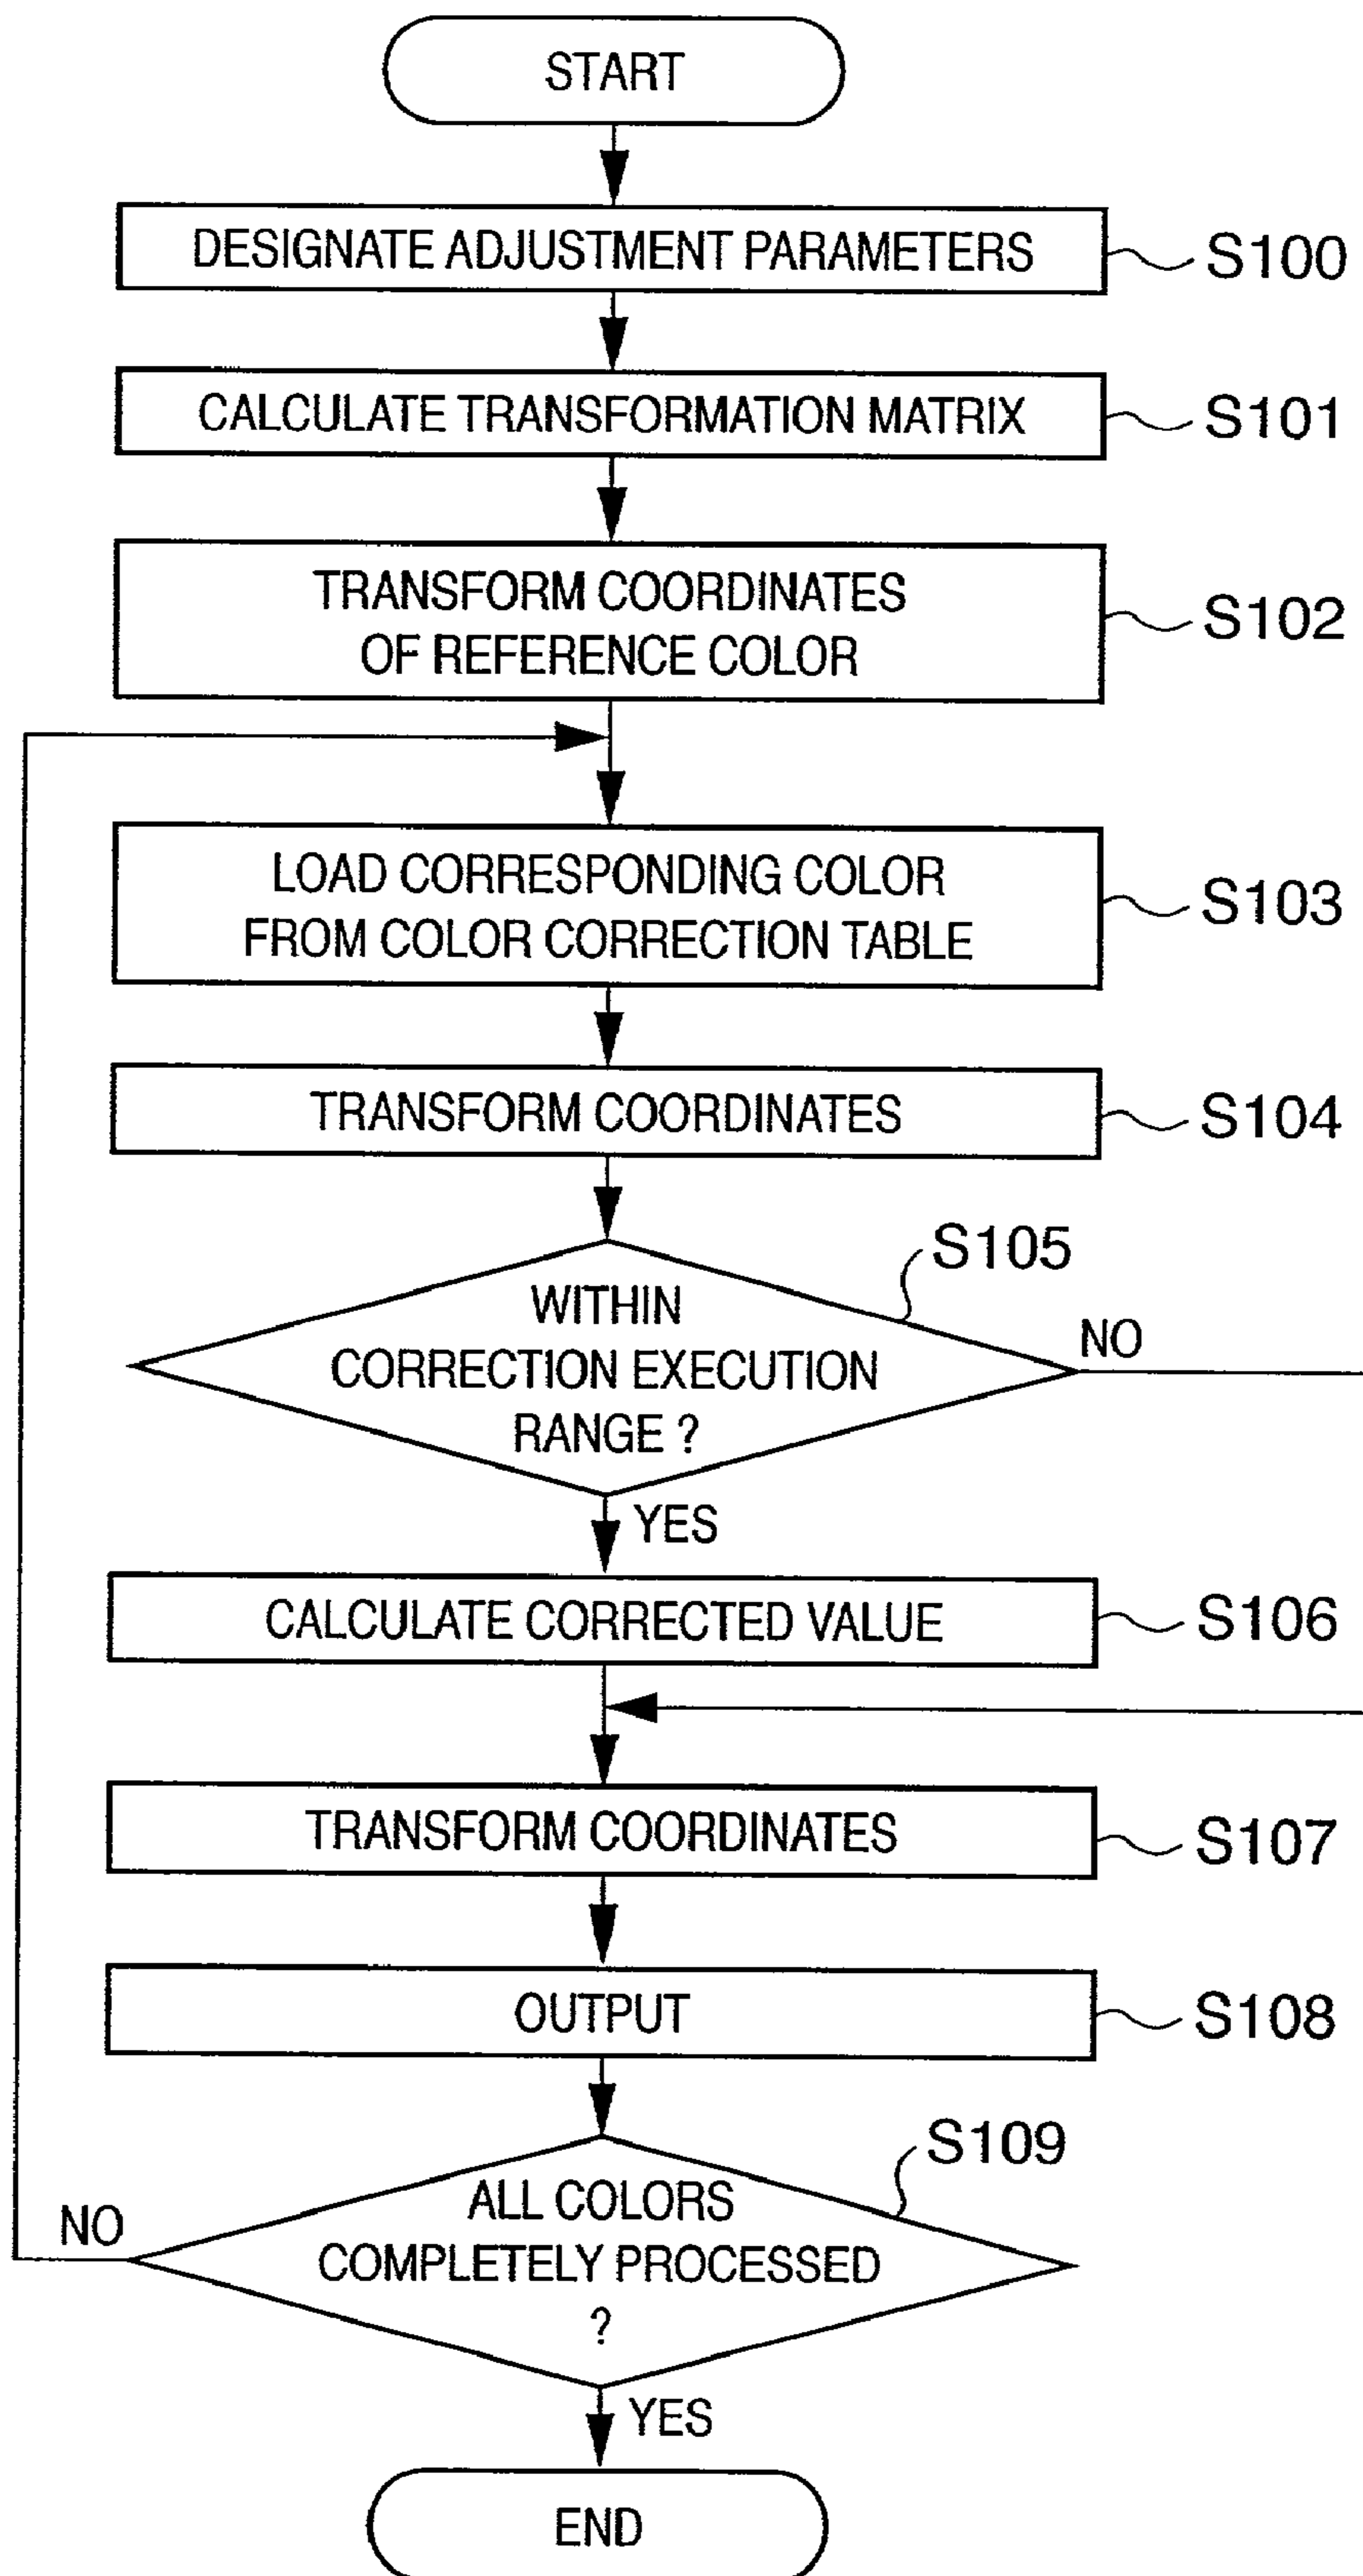 START
DESIGNATE ADJUSTMENT PARAMETERS
S100
CALCULATE TRANSFORMATION MATRIX
S101
TRANSFORM COORDINATES
OF REFERENCE COLOR
S102
LOAD CORRESPONDING COLOR
FROM COLOR CORRECTION TABLE
S103
TRANSFORM COORDINATES
S104
S105
WITHIN
CORRECTION EXECUTION
RANGE ?
NO
YES
CALCULATE CORRECTED VALUE
S106
TRANSFORM COORDINATES
S107
OUTPUT
S108
S109
ALL COLORS
COMPLETELY PROCESSED
?
NO
YES
END